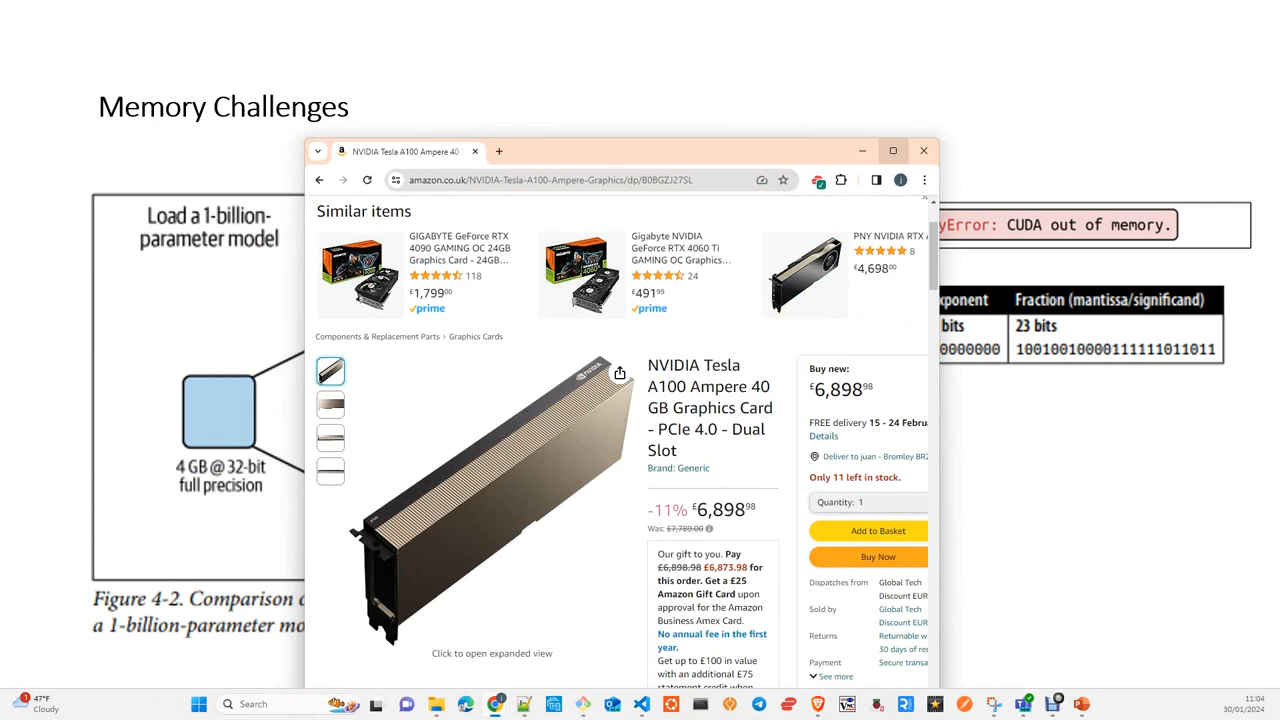 Memory Challenges
Load a 1-billion-
parameter model
4 GB @ 32-bit
full precision
Figure 4-2. Comparison
a 1-billion-parameter mo
NVIDIA Tesla A100 Ampere 40
amazon.co.uk/NVIDIA-Tesla-A100-Ampere-Graphics/dp/B0BGZJ27SL
Similar items
GIGABYTE GeForce RTX
4090 GAMING OC 24GB
Graphics Card - 24GB...
118
£1,799.00
prime
Gigabyte NVIDIA
GeForce RTX 4060 Ti
GAMING OC Graphics...
24
£491.99
prime
PNY NVIDIA RTX A
8
£4,698.00
Components & Replacement Parts › Graphics Cards
NVIDIA
Click to open expanded view
NVIDIA Tesla
A100 Ampere 40
GB Graphics Card
- PCIe 4.0 - Dual
Slot
Brand: Generic
-11% £6,898.98
Was: £7,789.00
Our gift to you. Pay
£6,898.98 £6,873.98 for
this order. Get a £25
Amazon Gift Card upon
approval for the Amazon
Business Amex Card.
No annual fee in the first
year.
Get up to £100 in value
with an additional £75
statement credit when
Buy new:
£6,898.98
FREE delivery 15 - 24 Februa
Details
Deliver to juan - Bromley BR2
Only 11 left in stock.
Quantity: 1
Add to Basket
Buy Now
Dispatches from Global Tech
Discount EUR
Sold by Global Tech
Discount EUR
Returns Returnable w
30 days of rec
Payment Secure transa
See more
yError: CUDA out of memory.
xponent Fraction (mantissa/significand)
bits 23 bits
0000000 10010010000111111011011
1
47°F
Cloudy
Search
11:04
30/01/2024